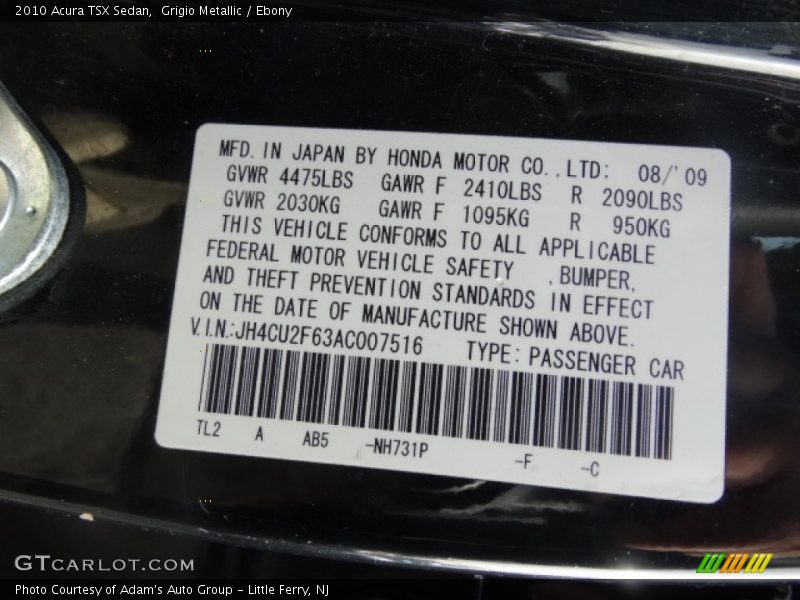 2010 Acura TSX Sedan,  Grigio Metallic / Ebony
MFD. IN JAPAN BY HONDA MOTOR CO., LTD: 08/'09
GVWR 4475LBS GAWR F 2410LBS R 2090LBS
GVWR 2030KG GAWR F 1095KG R 950KG
THIS VEHICLE CONFORMS TO ALL APPLICABLE
FEDERAL MOTOR VEHICLE SAFETY , BUMPER,
AND THEFT PREVENTION STANDARDS IN EFFECT
ON THE DATE OF MANUFACTURE SHOWN ABOVE.
V.I.N.:JH4CU2F63AC007516 TYPE: PASSENGER CAR
TL2 A AB5 -NH731P -F -C
GTCARLOT.COM
Photo Courtesy of Adam's Auto Group - Little Ferry, NJ